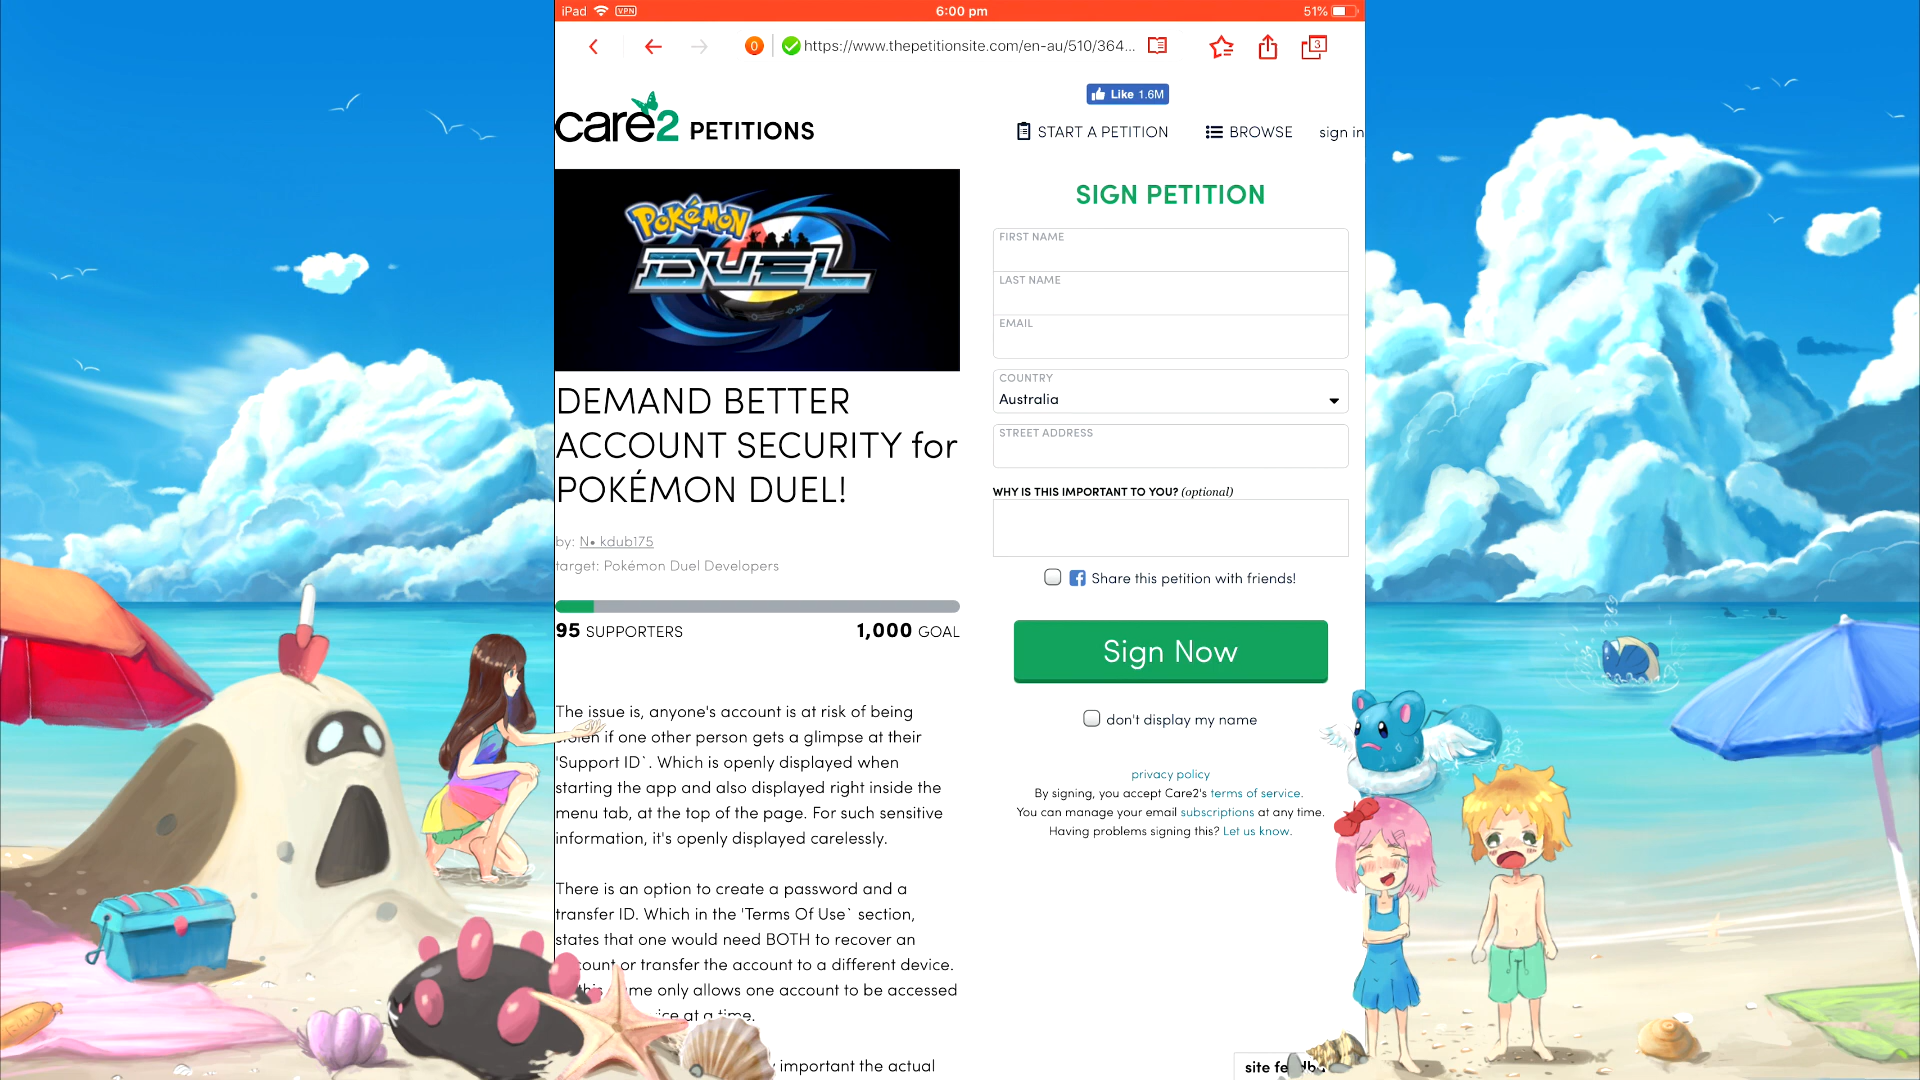 iPad VPN 6:00 pm 51%
0 https://www.thepetitionsite.com/en-au/510/364... 3
Like 1.6M
care2 PETITIONS
START A PETITION BROWSE sign in
POKéMON
DUEL
DEMAND BETTER
ACCOUNT SECURITY for
POKÉMON DUEL!
by: N• kdub175
target: Pokémon Duel Developers
95 SUPPORTERS 1,000 GOAL
The issue is, anyone's account is at risk of being
stolen if one other person gets a glimpse at their
'Support ID`. Which is openly displayed when
starting the app and also displayed right inside the
menu tab, at the top of the page. For such sensitive
information, it's openly displayed carelessly.
There is an option to create a password and a
transfer ID. Which in the 'Terms Of Use` section,
states that one would need BOTH to recover an
account or transfer the account to a different device.
this only allows one account to be accessed
at a time.
important the actual
SIGN PETITION
FIRST NAME
LAST NAME
EMAIL
COUNTRY
Australia
STREET ADDRESS
WHY IS THIS IMPORTANT TO YOU? (optional)
Share this petition with friends!
Sign Now
don't display my name
privacy policy
By signing, you accept Care2's terms of service.
You can manage your email subscriptions at any time.
Having problems signing this? Let us know.
site